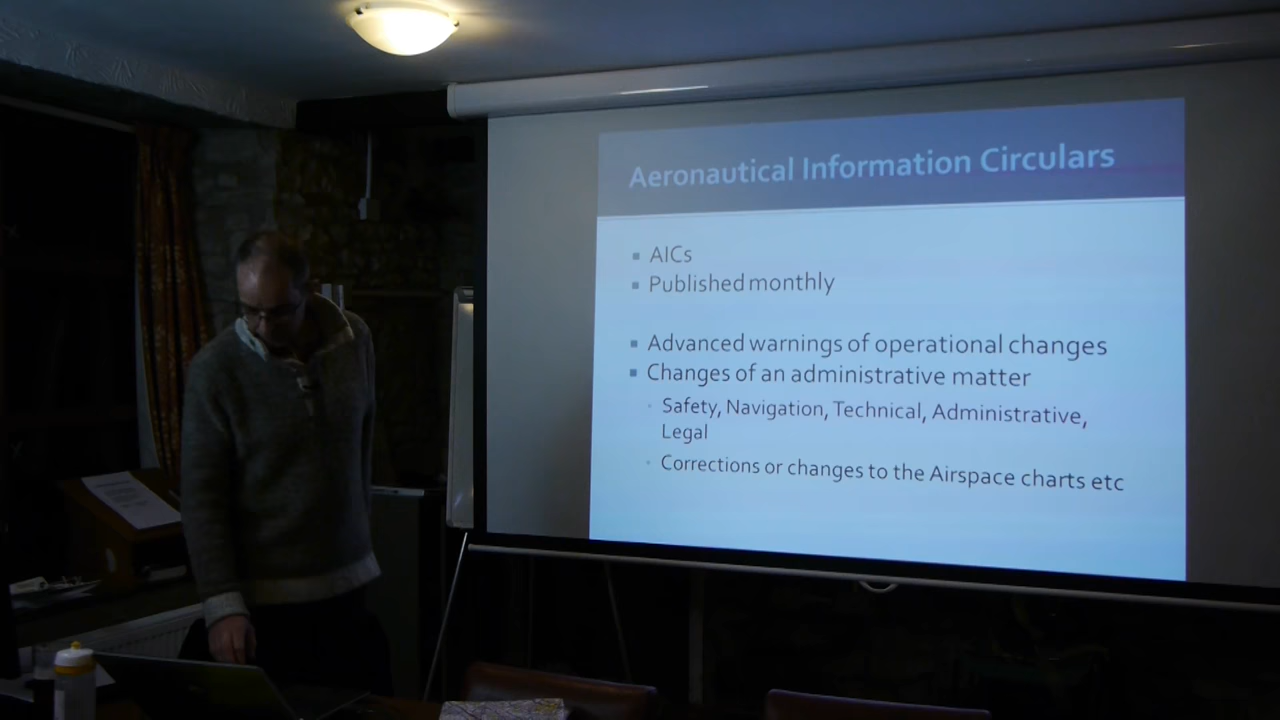 Aeronautical Information Circulars
AICs
Published monthly
Advanced warnings of operational changes
Changes of an administrative matter
Safety, Navigation, Technical, Administrative,
Legal
Corrections or changes to the Airspace charts etc